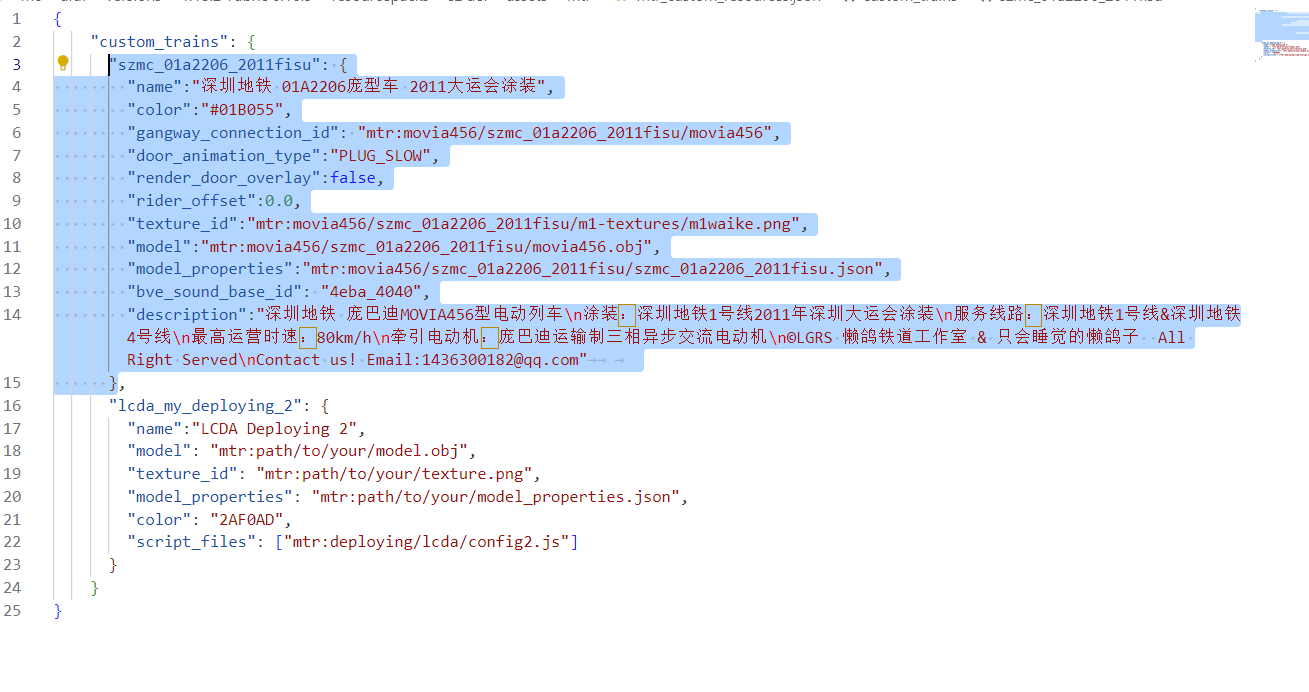 1 {
2 "custom_trains": {
3 "szmc_01a2206_2011fisu": {
4 "name":"深圳地铁 01A2206庞型车 2011大运会涂装",
5 "color":"#01B055",
6 "gangway_connection_id": "mtr:movia456/szmc_01a2206_2011fisu/movia456",
7 "door_animation_type":"PLUG_SLOW",
8 "render_door_overlay":false,
9 "rider_offset":0.0,
10 "texture_id":"mtr:movia456/szmc_01a2206_2011fisu/m1-textures/m1waike.png",
11 "model":"mtr:movia456/szmc_01a2206_2011fisu/movia456.obj",
12 "model_properties":"mtr:movia456/szmc_01a2206_2011fisu/szmc_01a2206_2011fisu.json",
13 "bve_sound_base_id": "4eba_4040",
14 "description":"深圳地铁 庞巴迪MOVIA456型电动列车\n涂装：深圳地铁1号线2011年深圳大运会涂装\n服务线路：深圳地铁1号线&深圳地铁
4号线\n最高运营时速：80km/h\n牵引电动机：庞巴迪运输制三相异步交流电动机\n©LGRS 懒鸽铁道工作室 & 只会睡觉的懒鸽子  All
Right Served\nContact us! Email:1436300182@qq.com"
15 },
16 "lcda_my_deploying_2": {
17 "name":"LCDA Deploying 2",
18 "model": "mtr:path/to/your/model.obj",
19 "texture_id": "mtr:path/to/your/texture.png",
20 "model_properties": "mtr:path/to/your/model_properties.json",
21 "color": "2AF0AD",
22 "script_files": ["mtr:deploying/lcda/config2.js"]
23 }
24 }
25 }